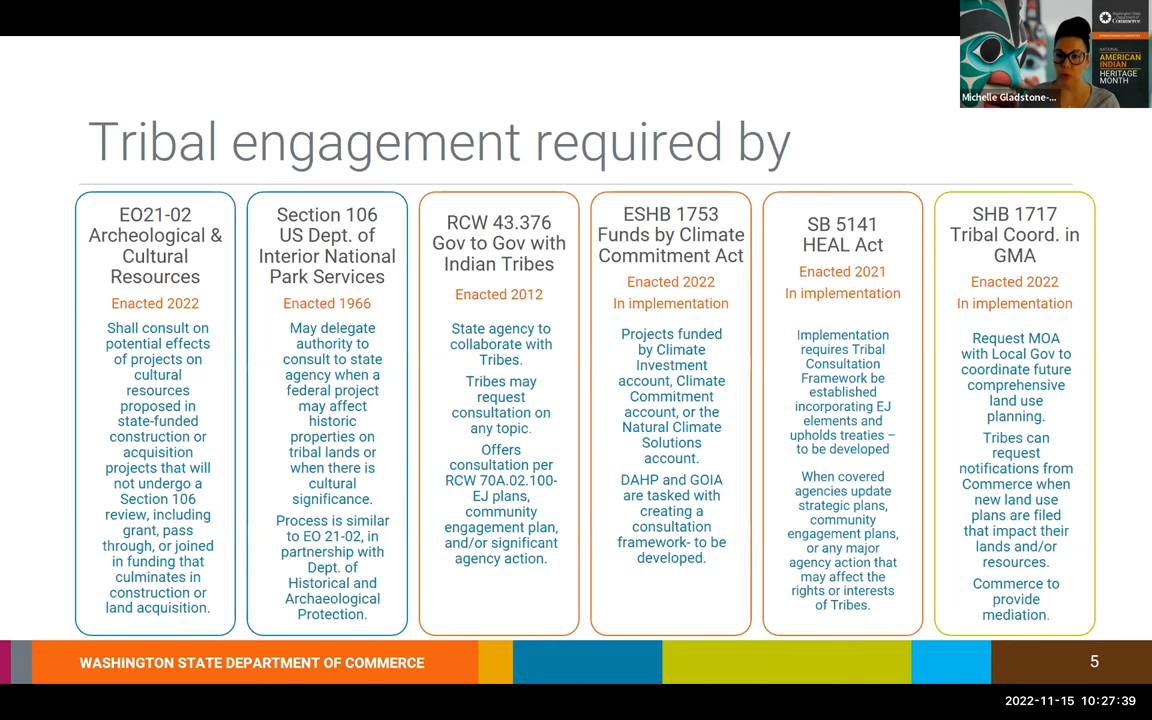 Washington State
Department of
Commerce
NATIONAL
AMERICAN
INDIAN
HERITAGE
MONTH
Michelle Gladstone-...
Tribal engagement required by
EO21-02
Archeological &
Cultural
Resources
Enacted 2022
Shall consult on
potential effects
of projects on
cultural
resources
proposed in
state-funded
construction or
acquisition
projects that will
not undergo a
Section 106
review, including
grant, pass
through, or joined
in funding that
culminates in
construction or
land acquisition.
Section 106
US Dept. of
Interior National
Park Services
Enacted 1966
May delegate
authority to
consult to state
agency when a
federal project
may affect
historic
properties on
tribal lands or
when there is
cultural
significance.
Process is similar
to EO 21-02, in
partnership with
Dept. of
Historical and
Archaeological
Protection.
RCW 43.376
Gov to Gov with
Indian Tribes
Enacted 2012
State agency to
collaborate with
Tribes.
Tribes may
request
consultation on
any topic.
Offers
consultation per
RCW 70A.02.100-
EJ plans,
community
engagement plan,
and/or significant
agency action.
ESHB 1753
Funds by Climate
Commitment Act
Enacted 2022
In implementation
Projects funded
by Climate
Investment
account, Climate
Commitment
account, or the
Natural Climate
Solutions
account.
DAHP and GOIA
are tasked with
creating a
consultation
framework- to be
developed.
SB 5141
HEAL Act
Enacted 2021
In implementation
Implementation
requires Tribal
Consultation
Framework be
established
incorporating EJ
elements and
upholds treaties –
to be developed
When covered
agencies update
strategic plans,
community
engagement plans,
or any major
agency action that
may affect the
rights or interests
of Tribes.
SHB 1717
Tribal Coord. in
GMA
Enacted 2022
In implementation
Request MOA
with Local Gov to
coordinate future
comprehensive
land use
planning.
Tribes can
request
notifications from
Commerce when
new land use
plans are filed
that impact their
lands and/or
resources.
Commerce to
provide
mediation.
WASHINGTON STATE DEPARTMENT OF COMMERCE
5
2022-11-15 10:27:39